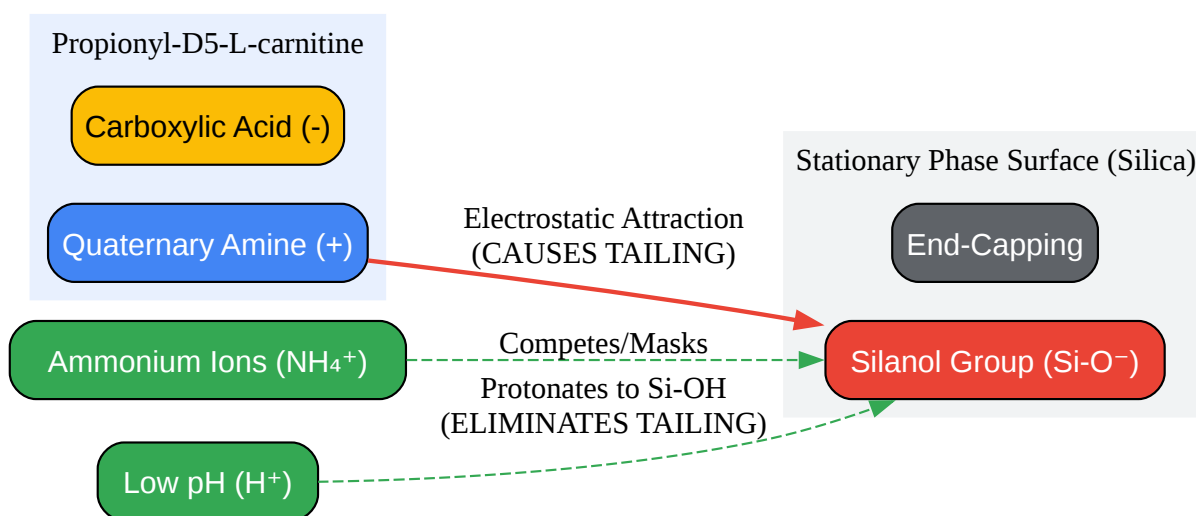 Propionyl-D5-L-carnitine
Carboxylic Acid (-)
Quaternary Amine (+)
Electrostatic Attraction
(CAUSES TAILING)
Stationary Phase Surface (Silica)
End-Capping
Silanol Group (Si-O⁻)
Ammonium Ions (NH₄⁺)
Competes/Masks
Protonates to Si-OH
(ELIMINATES TAILING)
Low pH (H⁺)